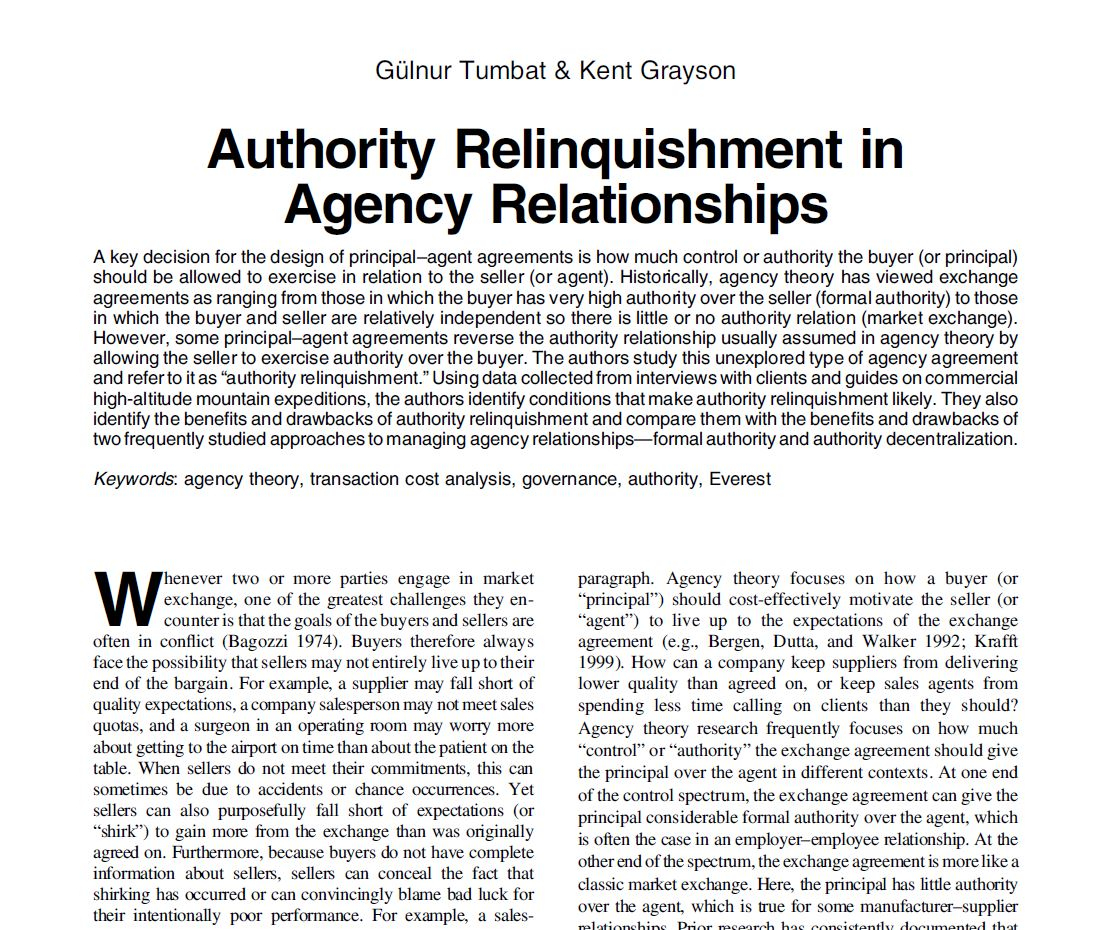 Gülnur Tumbat & Kent Grayson
Authority Relinquishment in
Agency Relationships
A key decision for the design of principal–agent agreements is how much control or authority the buyer (or principal)
should be allowed to exercise in relation to the seller (or agent). Historically, agency theory has viewed exchange
agreements as ranging from those in which the buyer has very high authority over the seller (formal authority) to those
in which the buyer and seller are relatively independent so there is little or no authority relation (market exchange).
However, some principal–agent agreements reverse the authority relationship usually assumed in agency theory by
allowing the seller to exercise authority over the buyer. The authors study this unexplored type of agency agreement
and refer to it as “authority relinquishment.” Using data collected from interviews with clients and guides on commercial
high-altitude mountain expeditions, the authors identify conditions that make authority relinquishment likely. They also
identify the benefits and drawbacks of authority relinquishment and compare them with the benefits and drawbacks of
two frequently studied approaches to managing agency relationships—formal authority and authority decentralization.
Keywords: agency theory, transaction cost analysis, governance, authority, Everest
Whenever two or more parties engage in market
exchange, one of the greatest challenges they en-
counter is that the goals of the buyers and sellers are
often in conflict (Bagozzi 1974). Buyers therefore always
face the possibility that sellers may not entirely live up to their
end of the bargain. For example, a supplier may fall short of
quality expectations, a company salesperson may not meet sales
quotas, and a surgeon in an operating room may worry more
about getting to the airport on time than about the patient on the
table. When sellers do not meet their commitments, this can
sometimes be due to accidents or chance occurrences. Yet
sellers can also purposefully fall short of expectations (or
“shirk”) to gain more from the exchange than was originally
agreed on. Furthermore, because buyers do not have complete
information about sellers, sellers can conceal the fact that
shirking has occurred or can convincingly blame bad luck for
their intentionally poor performance. For example, a sales-
paragraph. Agency theory focuses on how a buyer (or
“principal”) should cost-effectively motivate the seller (or
“agent”) to live up to the expectations of the exchange
agreement (e.g., Bergen, Dutta, and Walker 1992; Krafft
1999). How can a company keep suppliers from delivering
lower quality than agreed on, or keep sales agents from
spending less time calling on clients than they should?
Agency theory research frequently focuses on how much
“control” or “authority” the exchange agreement should give
the principal over the agent in different contexts. At one end
of the control spectrum, the exchange agreement can give the
principal considerable formal authority over the agent, which
is often the case in an employer–employee relationship. At the
other end of the spectrum, the exchange agreement is more like a
classic market exchange. Here, the principal has little authority
over the agent, which is true for some manufacturer–supplier
relationships. Prior research has consistently documented that